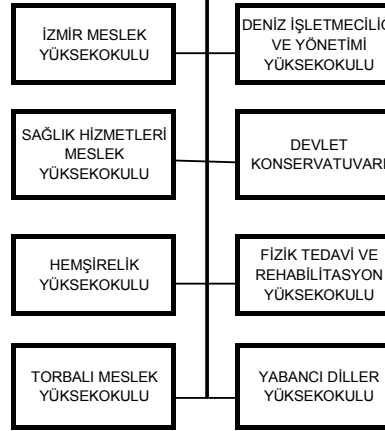 İZMİR MESLEK
YÜKSEKOKULU
DENİZ İŞLETMECİLİĞ
VE YÖNETİMİ
YÜKSEKOKULU
SAĞLIK HİZMETLERİ
MESLEK
YÜKSEKOKULU
DEVLET
KONSERVATUVARI
HEMŞİRELİK
YÜKSEKOKULU
FİZİK TEDAVİ VE
REHABİLİTASYON
YÜKSEKOKULU
TORBALI MESLEK
YÜKSEKOKULU
YABANCI DİLLER
YÜKSEKOKULU